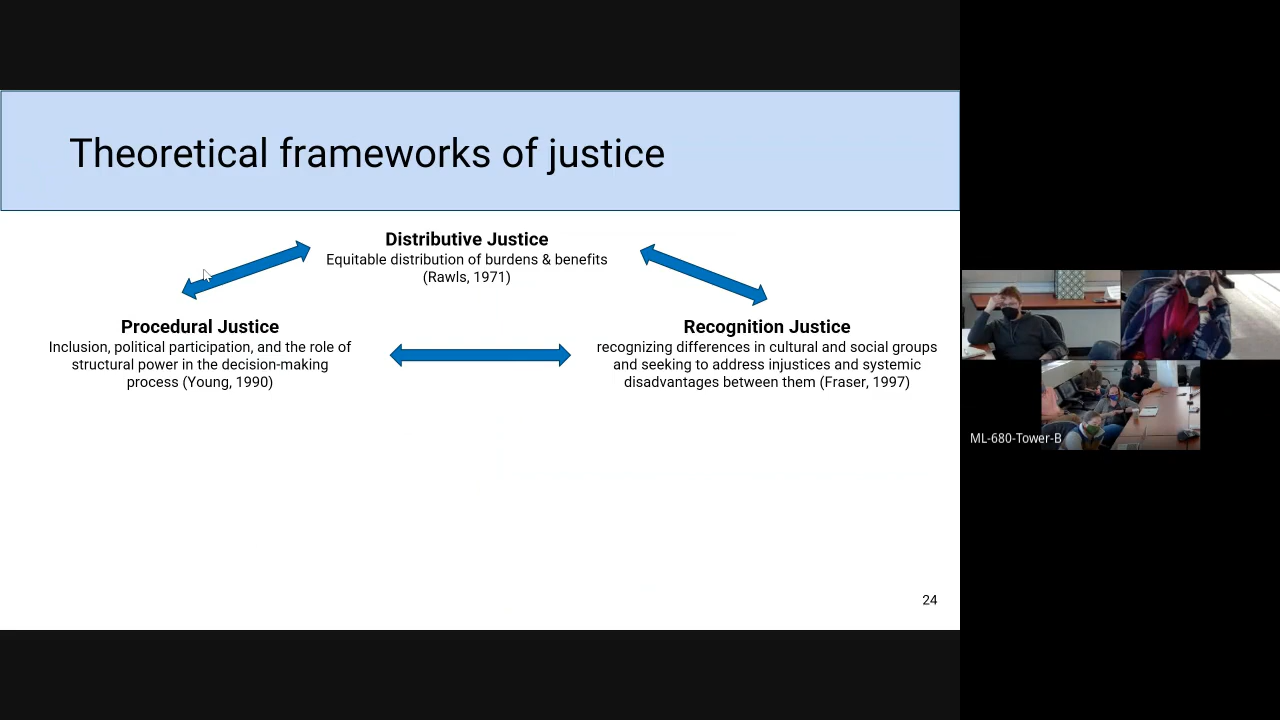 Theoretical frameworks of justice
Distributive Justice
Equitable distribution of burdens & benefits
(Rawls, 1971)
Procedural Justice
Inclusion, political participation, and the role of
structural power in the decision-making
process (Young, 1990)
Recognition Justice
recognizing differences in cultural and social groups
and seeking to address injustices and systemic
disadvantages between them (Fraser, 1997)
24
ML-680-Tower-B